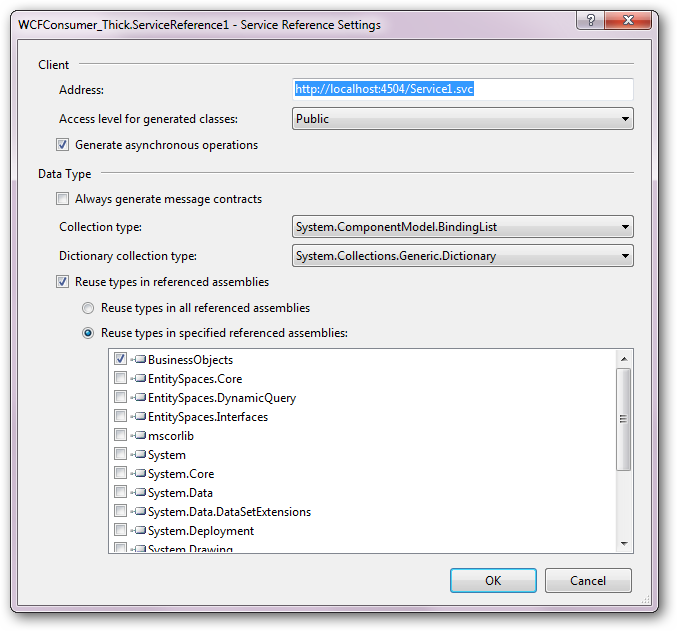 WCFConsumer_Thick.ServiceReference1 - Service Reference Settings
Client
Address: http://localhost:4504/Service1.svc
Access level for generated classes: Public
Generate asynchronous operations
Data Type
Always generate message contracts
Collection type: System.ComponentModel.BindingList
Dictionary collection type: System.Collections.Generic.Dictionary
Reuse types in referenced assemblies
Reuse types in all referenced assemblies
Reuse types in specified referenced assemblies:
BusinessObjects
EntitySpaces.Core
EntitySpaces.DynamicQuery
EntitySpaces.Interfaces
mscorlib
System
System.Core
System.Data
System.Data.DataSetExtensions
System.Deployment
System.Drawing
OK Cancel